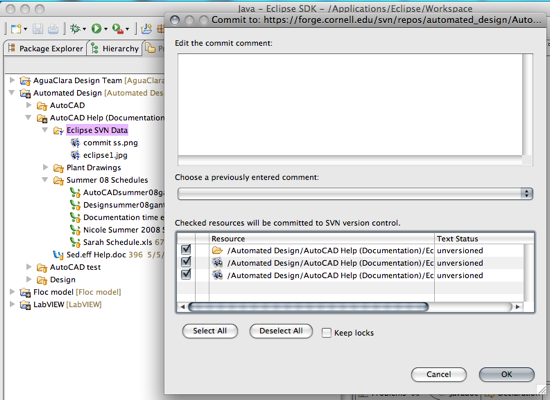 Java - Eclipse SDK - /Applications/Eclipse/Workspace
Commit to: https://forge.cornell.edu/svn/repos/automated_design/Auto...
Package Explorer
Hierarchy
AguaClara Design Team [AguaClara
Automated Design [Automated Des
AutoCAD
AutoCAD Help (Documentation)
Eclipse SVN Data
commit ss.png
eclipse1.jpg
Plant Drawings
Summer 08 Schedules
AutoCADsummer08gant
Designsummer08gant
Documentation time e
Nicole Summer 2008
Sarah Schedule.xls 67
Sed.eff Help.doc 396 5/5/
AutoCAD test
Design
Floc model [Floc model]
LabVIEW [LabVIEW]
Edit the commit comment:
Choose a previously entered comment:
Checked resources will be committed to SVN version control.
Resource Text Status
/Automated Design/AutoCAD Help (Documentation)/Ec unversioned
/Automated Design/AutoCAD Help (Documentation)/Ec unversioned
/Automated Design/AutoCAD Help (Documentation)/Ec unversioned
Select All Deselect All Keep locks
Cancel OK